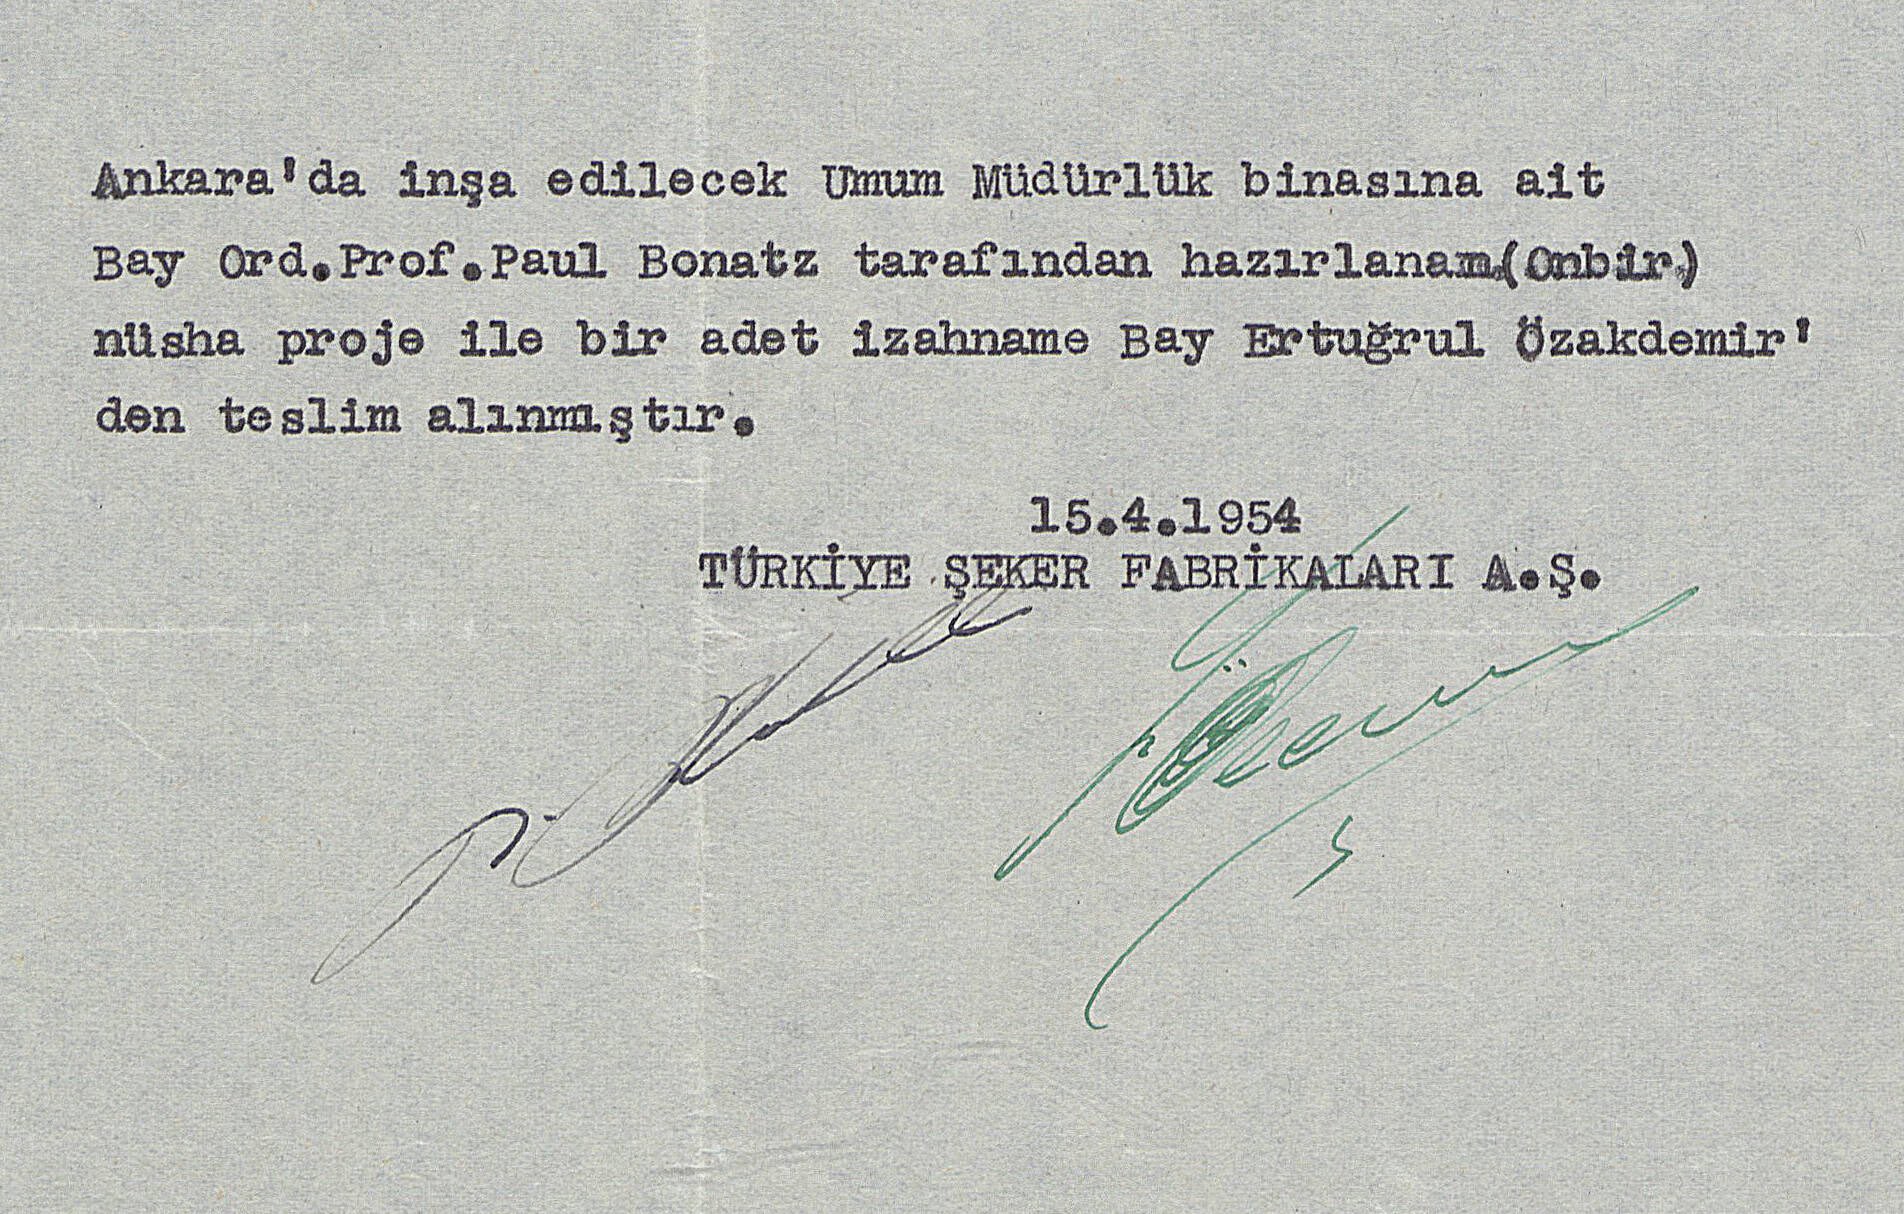 Ankara'da inşa edilecek Umum Müdürlük binasına ait
Bay Ord.Prof.Paul Bonatz tarafından hazırlanan (Onbir)
nüsha proje ile bir adet izahname Bay Ertuğrul Özakdemir'
den teslim alınmıştır.
15.4.1954
TÜRKİYE ŞEKER FABRİKALARI A.Ş.